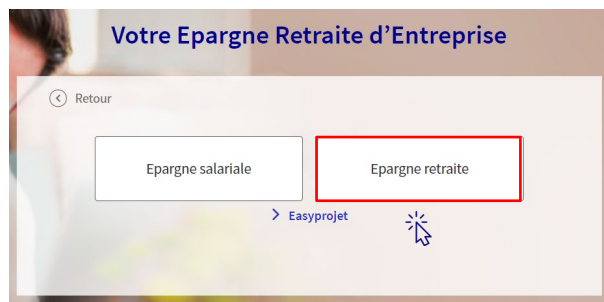 Votre Epargne Retraite d'Entreprise
Retour
Epargne salariale
Epargne retraite
Easyprojet